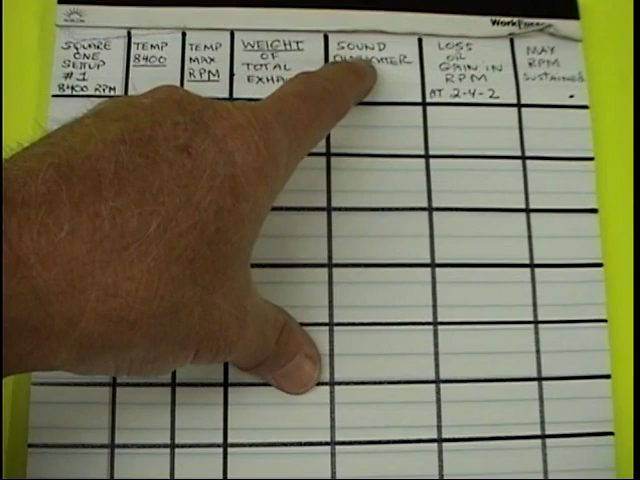 SQUARE
ONE
SETUP
#1
8400 RPM
TEMP
8400
TEMP
MAX
RPM
WEIGHT
OF
TOTAL
SOUND
LOSS
OR
GAIN IN
RPM
AT 2-4-2
MAX
RPM
SUSTAINED